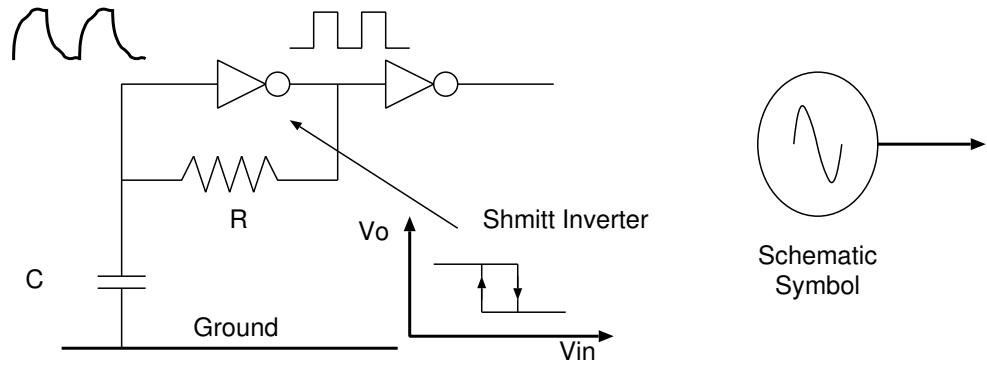 R
Vo
Shmitt Inverter
Schematic
Symbol
C
Ground
Vin